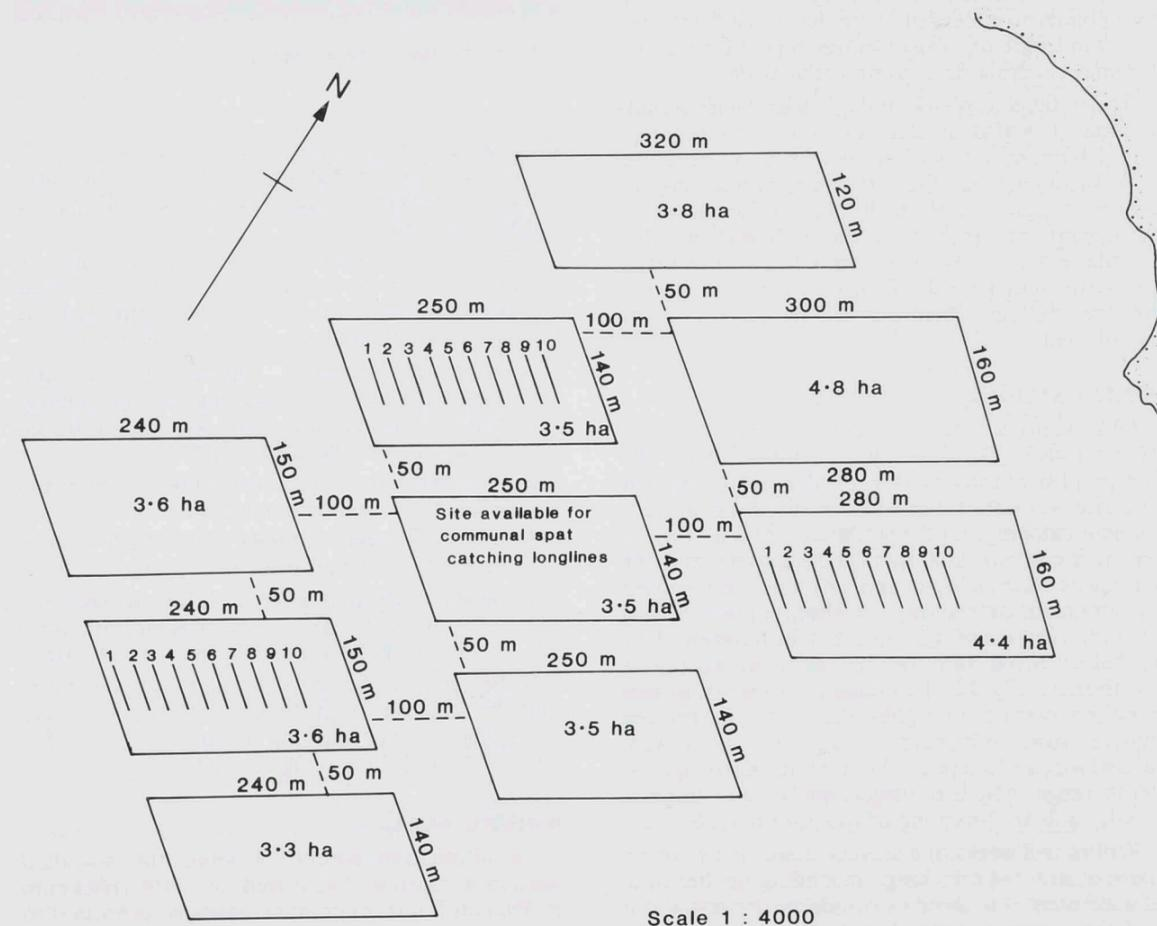 N
320 m
120 m
3·8 ha
50 m
250 m
100 m
300 m
1 2 3 4 5 6 7 8 9 10
140 m
160 m
4·8 ha
3·5 ha
240 m
150 m
280 m
50 m
250 m
50 m
280 m
3·6 ha
100 m
Site available for
communal spat
catching longlines
100 m
1 2 3 4 5 6 7 8 9 10
140 m
160 m
50 m
3·5 ha
240 m
50 m
4·4 ha
1 2 3 4 5 6 7 8 9 10
150 m
250 m
100 m
3·5 ha
140 m
3·6 ha
50 m
240 m
140 m
3·3 ha
Scale 1 : 4000